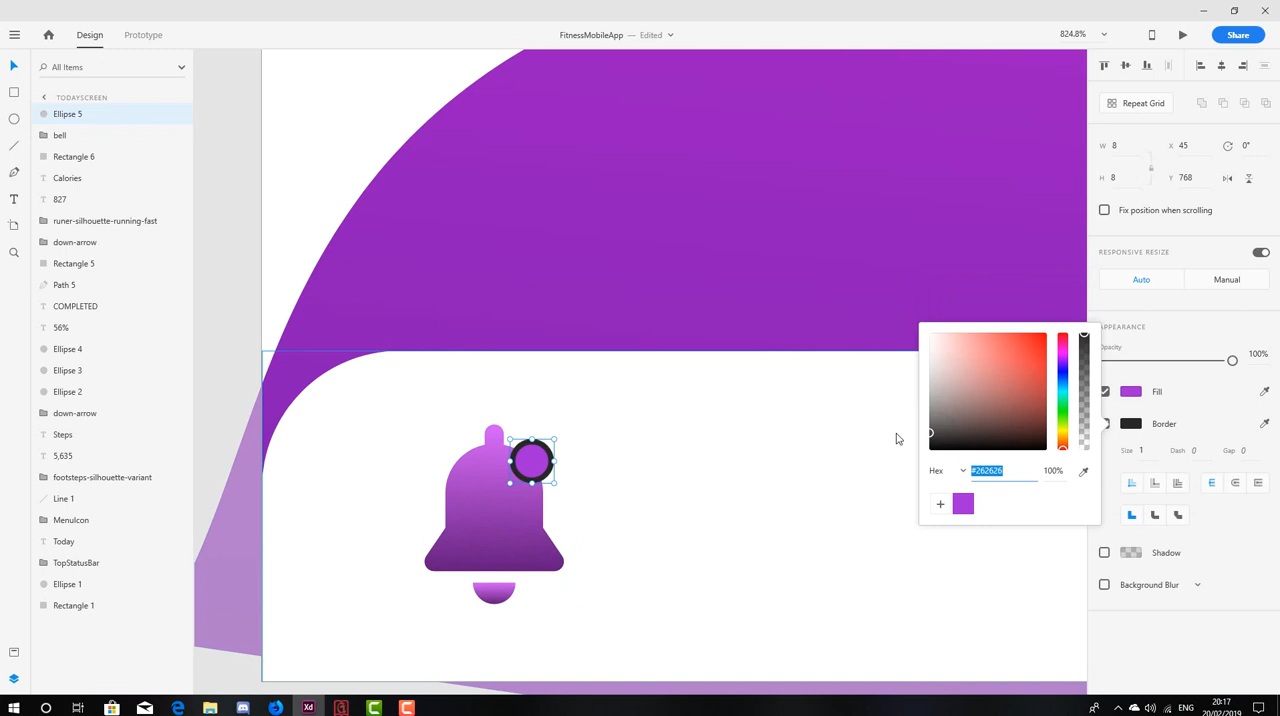 Design
Prototype
FitnessMobileApp - Edited
824.8%
Share
All Items
TODAYSCREEN
Ellipse 5
bell
Rectangle 6
Calories
827
runer-silhouette-running-fast
down-arrow
Rectangle 5
Path 5
COMPLETED
56%
Ellipse 4
Ellipse 3
Ellipse 2
down-arrow
Steps
5,635
footsteps-silhouette-variant
Line 1
MenuIcon
Today
TopStatusBar
Ellipse 1
Rectangle 1
Repeat Grid
W 8
X 45
0°
H 8
Y 768
Fix position when scrolling
RESPONSIVE RESIZE
Auto
Manual
APPEARANCE
Opacity
100%
Fill
Border
Size 1
Dash 0
Gap 0
Shadow
Background Blur
Hex
#262626
100%
ENG
20:17
20/02/2019